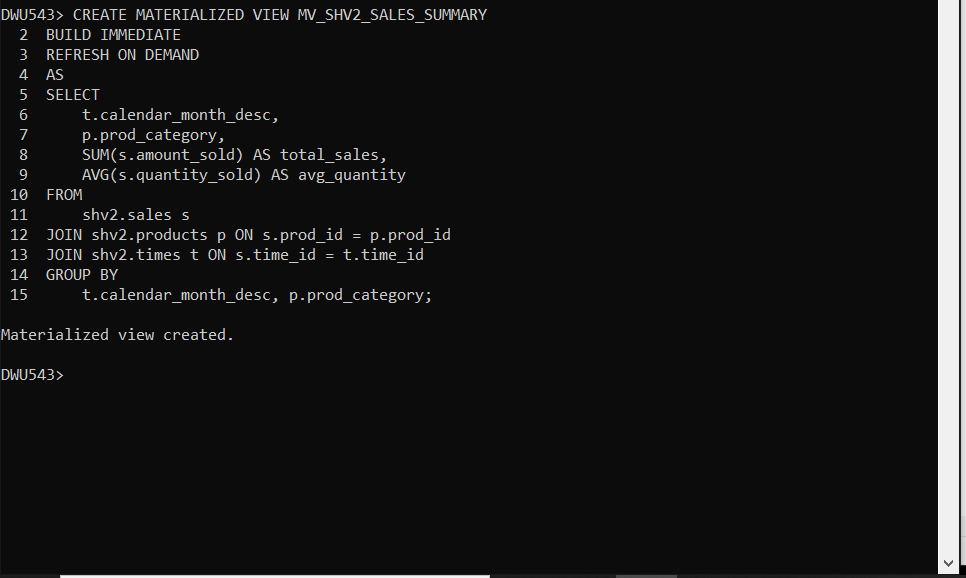 DWU543> CREATE MATERIALIZED VIEW MV_SHV2_SALES_SUMMARY
2 BUILD IMMEDIATE
3 REFRESH ON DEMAND
4 AS
5 SELECT
6 t.calendar_month_desc,
7 p.prod_category,
8 SUM(s.amount_sold) AS total_sales,
9 AVG(s.quantity_sold) AS avg_quantity
10 FROM
11 shv2.sales s
12 JOIN shv2.products p ON s.prod_id = p.prod_id
13 JOIN shv2.times t ON s.time_id = t.time_id
14 GROUP BY
15 t.calendar_month_desc, p.prod_category;
Materialized view created.
DWU543>